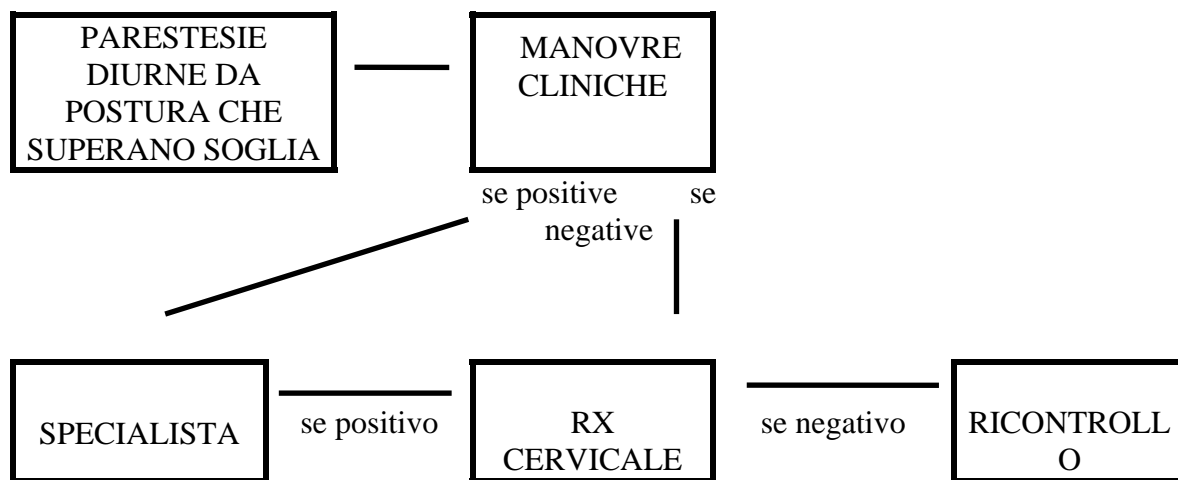 PARESTESIE
DIURNE DA
POSTURA CHE
SUPERANO SOGLIA
MANOVRE
CLINICHE
se positive se
negative
SPECIALISTA
se positivo
RX
CERVICALE
se negativo
RICONTROLL
O